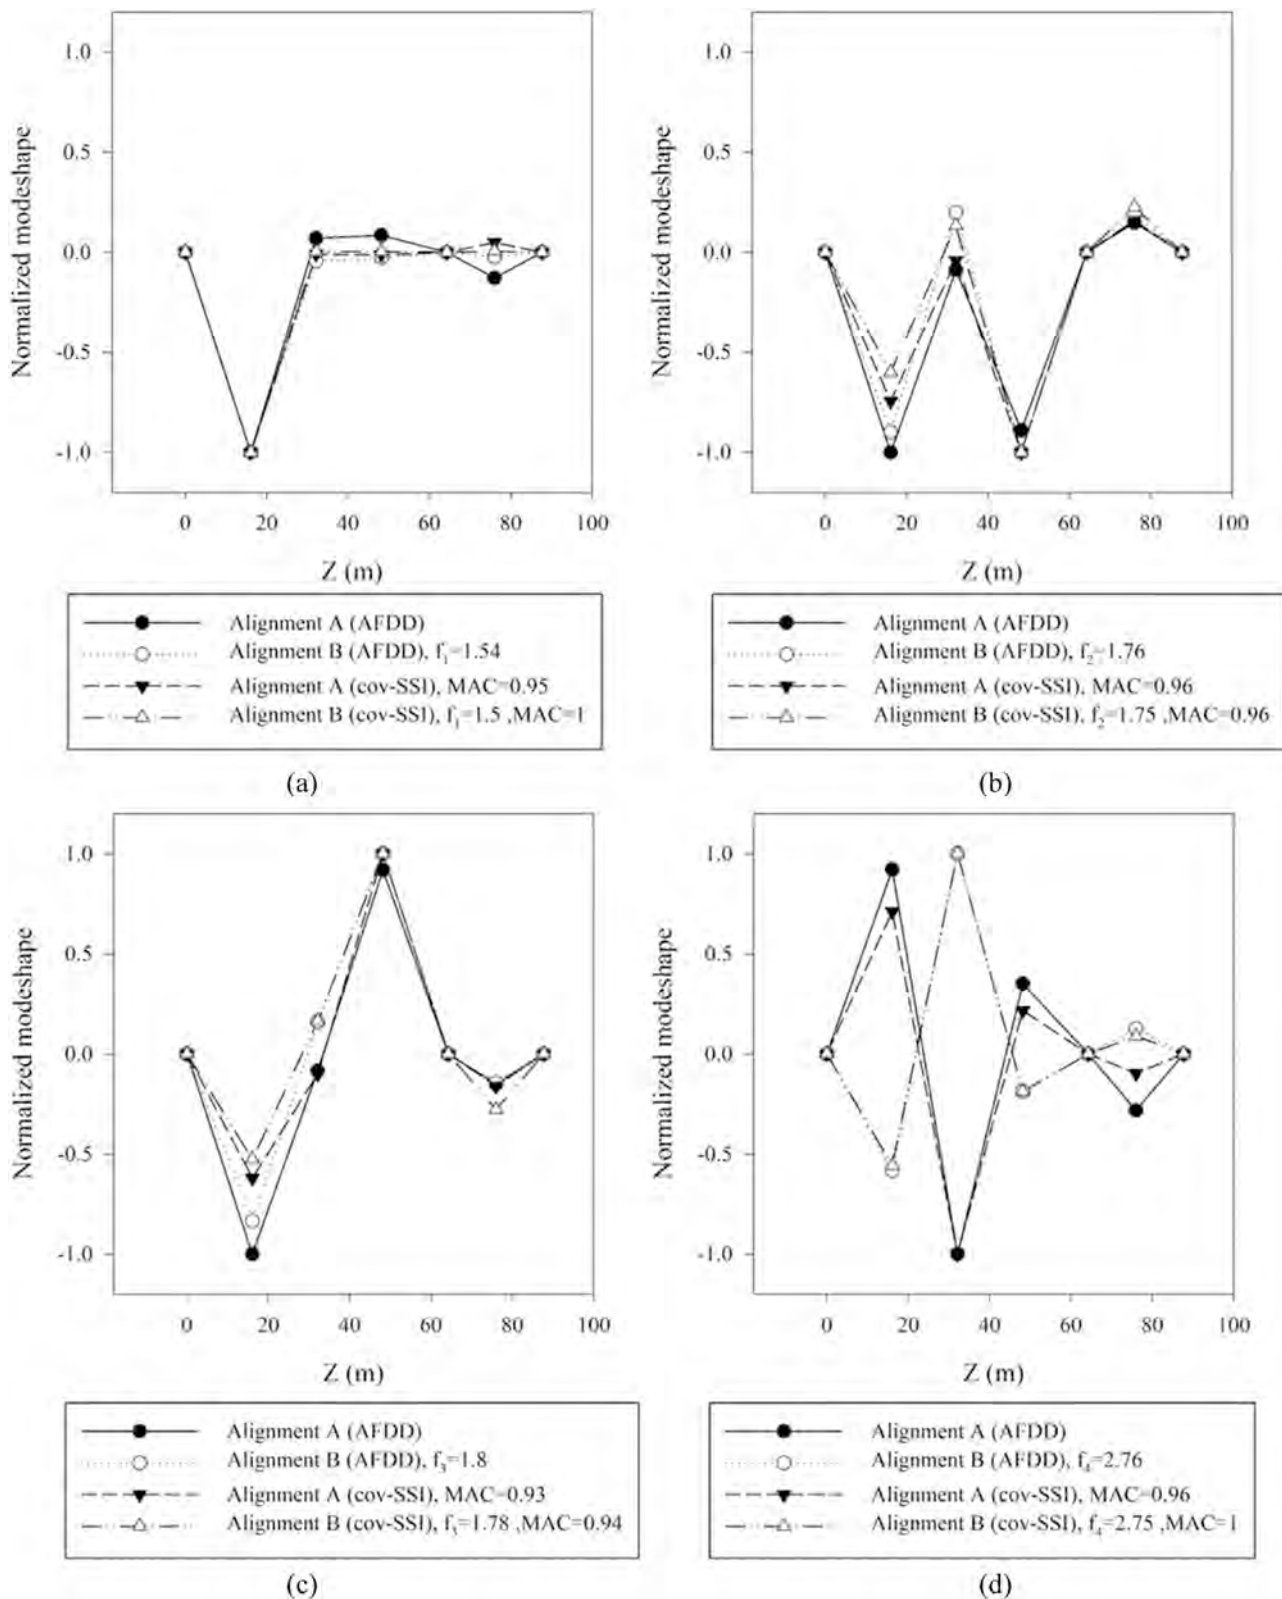 1.0
0.5
0.0
-0.5
-1.0
Normalized modeshape
0 20 40 60 80 100
Z (m)
Alignment A (AFDD)
Alignment B (AFDD), f1=1.54
Alignment A (cov-SSI), MAC=0.95
Alignment B (cov-SSI), f1=1.5 ,MAC=1
(a)
1.0
0.5
0.0
-0.5
-1.0
Normalized modeshape
0 20 40 60 80 100
Z (m)
Alignment A (AFDD)
Alignment B (AFDD), f2=1.76
Alignment A (cov-SSI), MAC=0.96
Alignment B (cov-SSI), f2=1.75 ,MAC=0.96
(b)
1.0
0.5
0.0
-0.5
-1.0
Normalized modeshape
0 20 40 60 80 100
Z (m)
Alignment A (AFDD)
Alignment B (AFDD), f3=1.8
Alignment A (cov-SSI), MAC=0.93
Alignment B (cov-SSI), f3=1.78 ,MAC=0.94
(c)
1.0
0.5
0.0
-0.5
-1.0
Normalized modeshape
0 20 40 60 80 100
Z (m)
Alignment A (AFDD)
Alignment B (AFDD), f4=2.76
Alignment A (cov-SSI), MAC=0.96
Alignment B (cov-SSI), f4=2.75 ,MAC=1
(d)